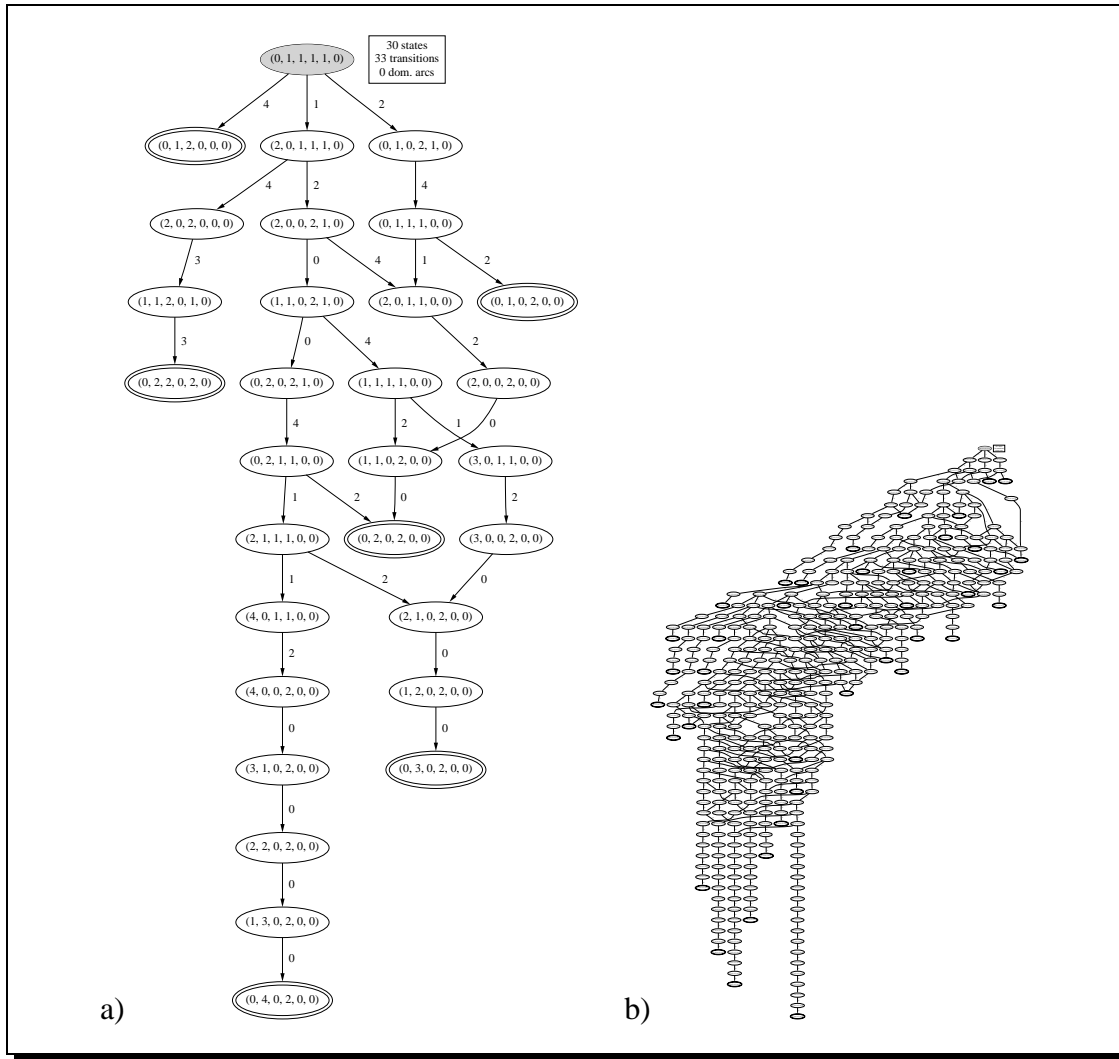 30 states
33 transitions
0 dom. arcs
(0, 1, 1, 1, 1, 0)
4 1 2
(0, 1, 2, 0, 0, 0) (2, 0, 1, 1, 1, 0) (0, 1, 0, 2, 1, 0)
4 2 4
(2, 0, 2, 0, 0, 0) (2, 0, 0, 2, 1, 0) (0, 1, 1, 1, 0, 0)
3 0 4 1 2
(1, 1, 2, 0, 1, 0) (1, 1, 0, 2, 1, 0) (2, 0, 1, 1, 0, 0) (0, 1, 0, 2, 0, 0)
3 0 4 2
(0, 2, 2, 0, 2, 0) (0, 2, 0, 2, 1, 0) (1, 1, 1, 1, 0, 0) (2, 0, 0, 2, 0, 0)
4 2 1 0
(0, 2, 1, 1, 0, 0) (1, 1, 0, 2, 0, 0) (3, 0, 1, 1, 0, 0)
1 2 0 2
(2, 1, 1, 1, 0, 0) (0, 2, 0, 2, 0, 0) (3, 0, 0, 2, 0, 0)
1 2 0
(4, 0, 1, 1, 0, 0) (2, 1, 0, 2, 0, 0)
2 0
(4, 0, 0, 2, 0, 0) (1, 2, 0, 2, 0, 0)
0 0
(3, 1, 0, 2, 0, 0) (0, 3, 0, 2, 0, 0)
0
(2, 2, 0, 2, 0, 0)
0
(1, 3, 0, 2, 0, 0)
0
(0, 4, 0, 2, 0, 0)
a) b)